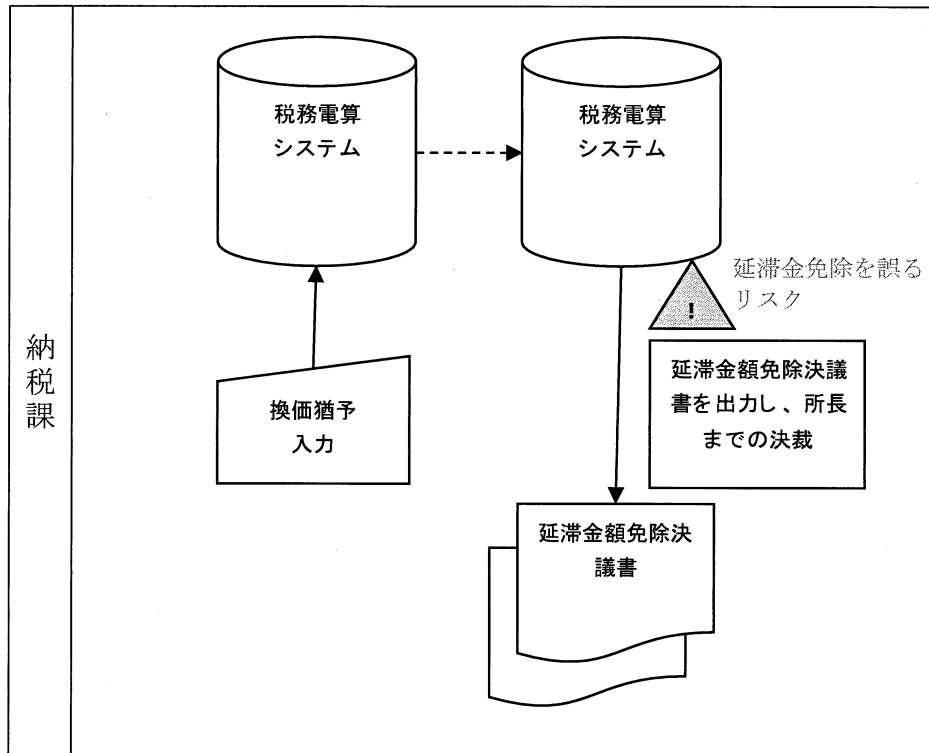 納税課
税務電算
システム
税務電算
システム
延滞金免除を誤る
リスク
!
換価猶予
入力
延滞金額免除決議
書を出力し、所長
までの決裁
延滞金額免除決
議書